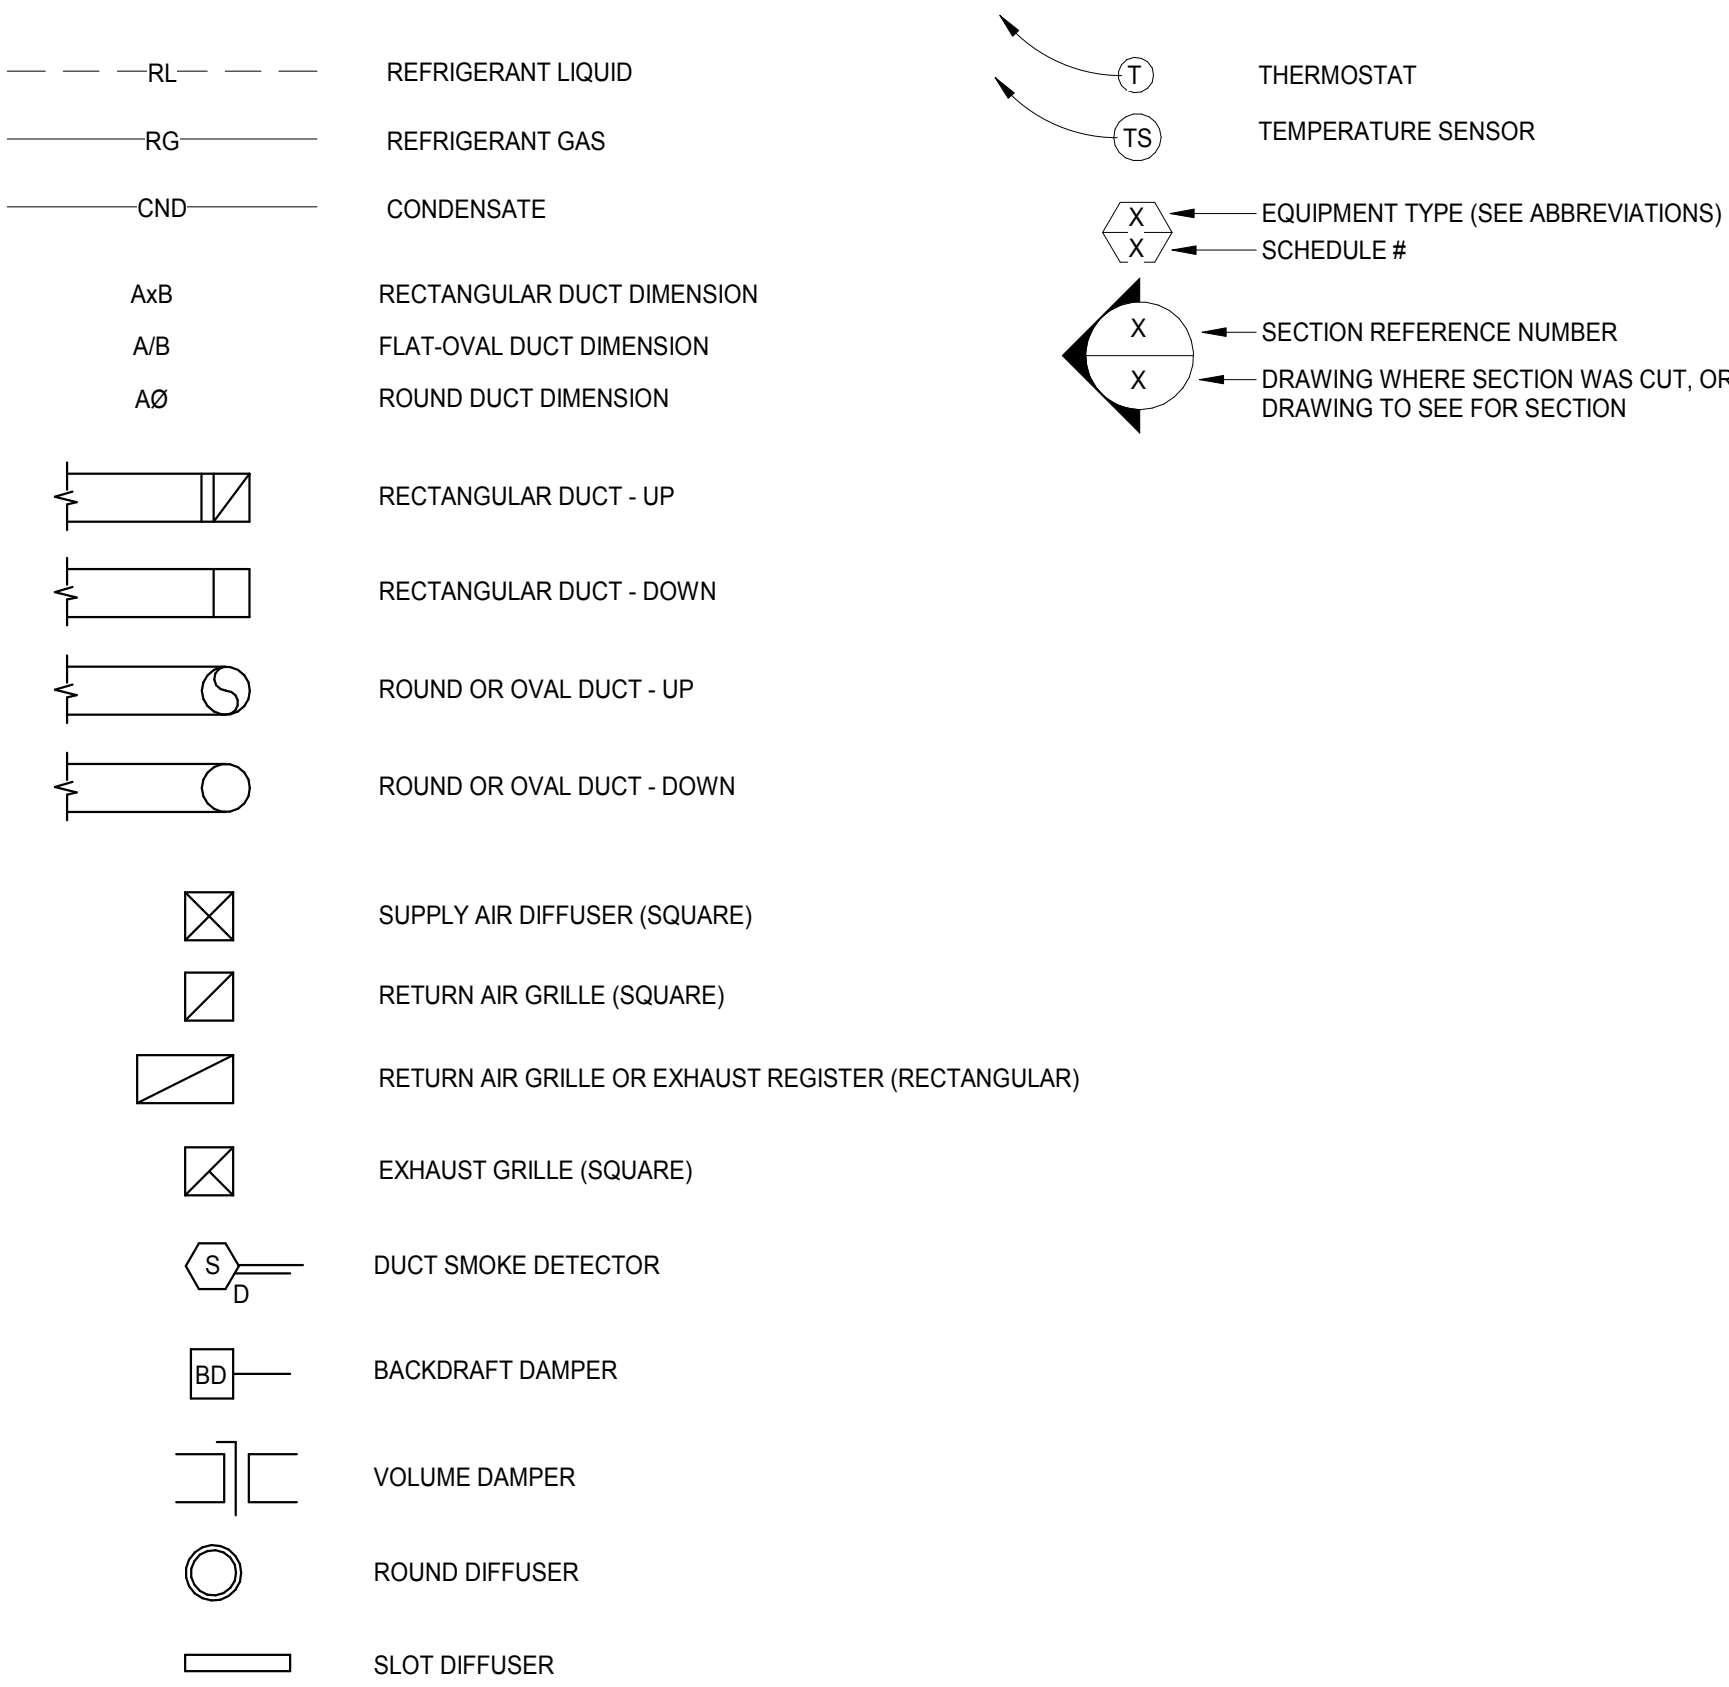 RL REFRIGERANT LIQUID
RG REFRIGERANT GAS
CND CONDENSATE
AxB RECTANGULAR DUCT DIMENSION
A/B FLAT-OVAL DUCT DIMENSION
AØ ROUND DUCT DIMENSION
RECTANGULAR DUCT - UP
RECTANGULAR DUCT - DOWN
ROUND OR OVAL DUCT - UP
ROUND OR OVAL DUCT - DOWN
SUPPLY AIR DIFFUSER (SQUARE)
RETURN AIR GRILLE (SQUARE)
RETURN AIR GRILLE OR EXHAUST REGISTER (RECTANGULAR)
EXHAUST GRILLE (SQUARE)
S DUCT SMOKE DETECTOR
D
BD BACKDRAFT DAMPER
VOLUME DAMPER
ROUND DIFFUSER
SLOT DIFFUSER
T THERMOSTAT
TS TEMPERATURE SENSOR
X EQUIPMENT TYPE (SEE ABBREVIATIONS)
X SCHEDULE #
X SECTION REFERENCE NUMBER
X DRAWING WHERE SECTION WAS CUT, OR
DRAWING TO SEE FOR SECTION